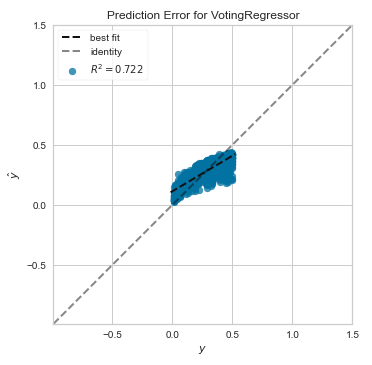 Prediction Error for VotingRegressor
best fit
identity
R² = 0.722
1.5
1.0
0.5
0.0
−0.5
ŷ
−0.5
0.0
0.5
1.0
1.5
y